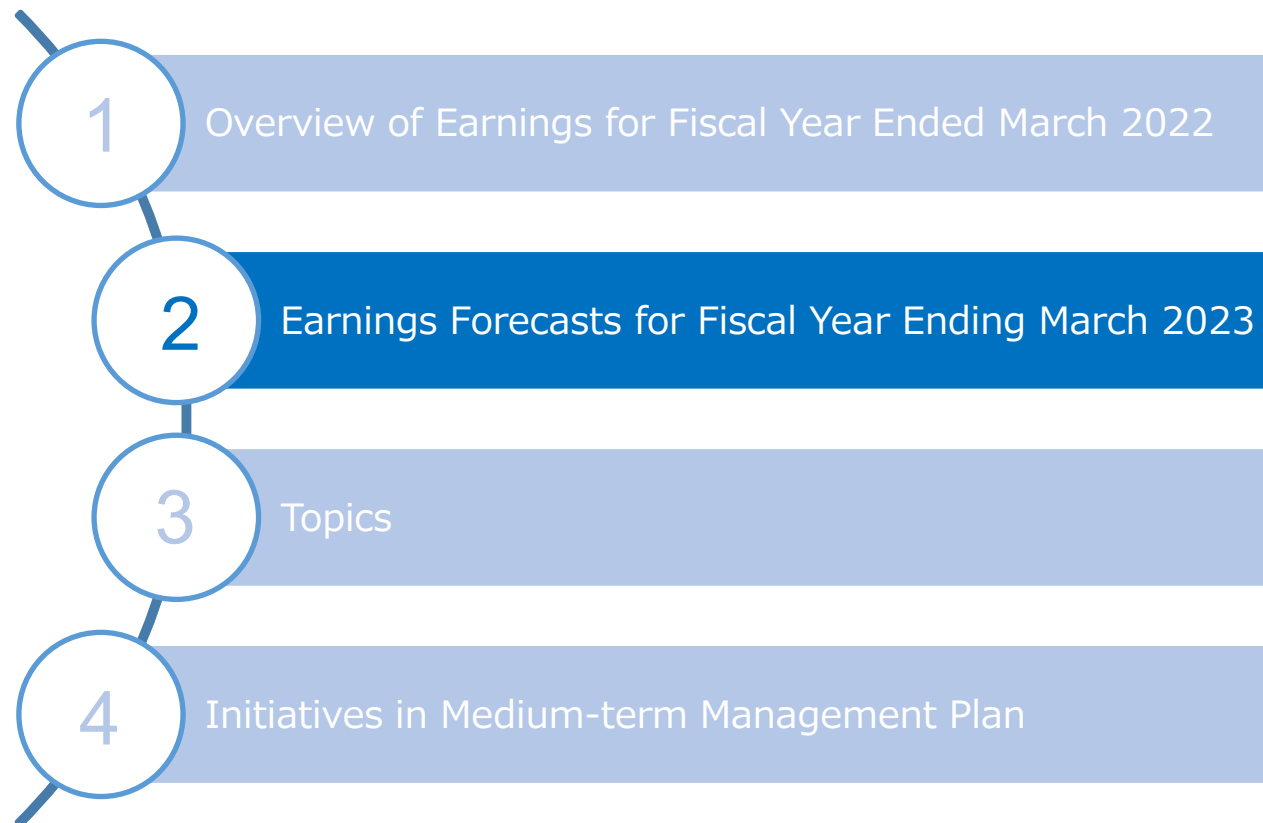 1
Overview of Earnings for Fiscal Year Ended March 2022
2
Earnings Forecasts for Fiscal Year Ending March 2023
3
Topics
4
Initiatives in Medium-term Management Plan